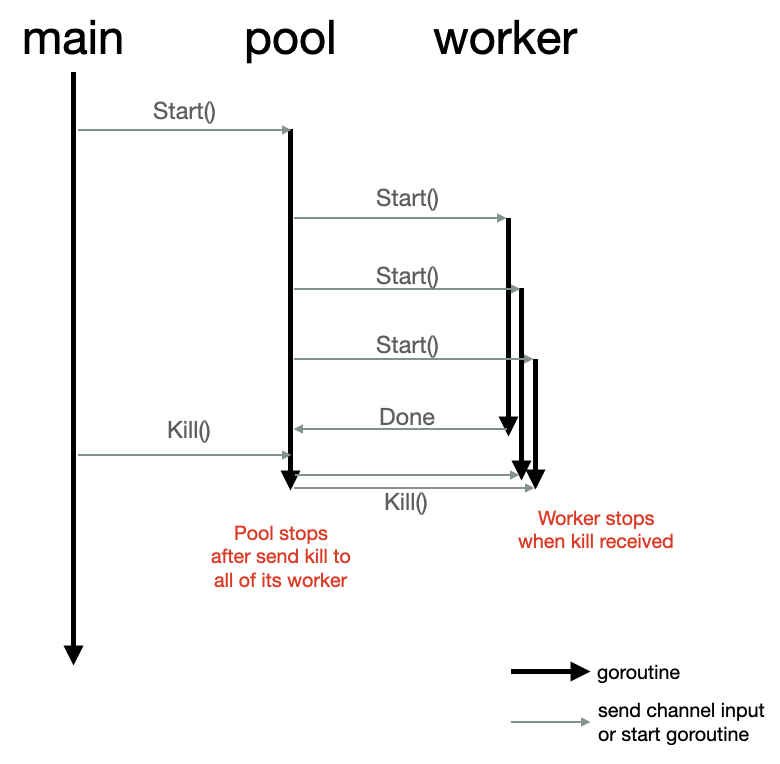 main pool worker
Start()
Start()
Start()
Start()
Done
Kill()
Kill()
Pool stops
after send kill to
all of its worker
Worker stops
when kill received
goroutine
send channel input
or start goroutine